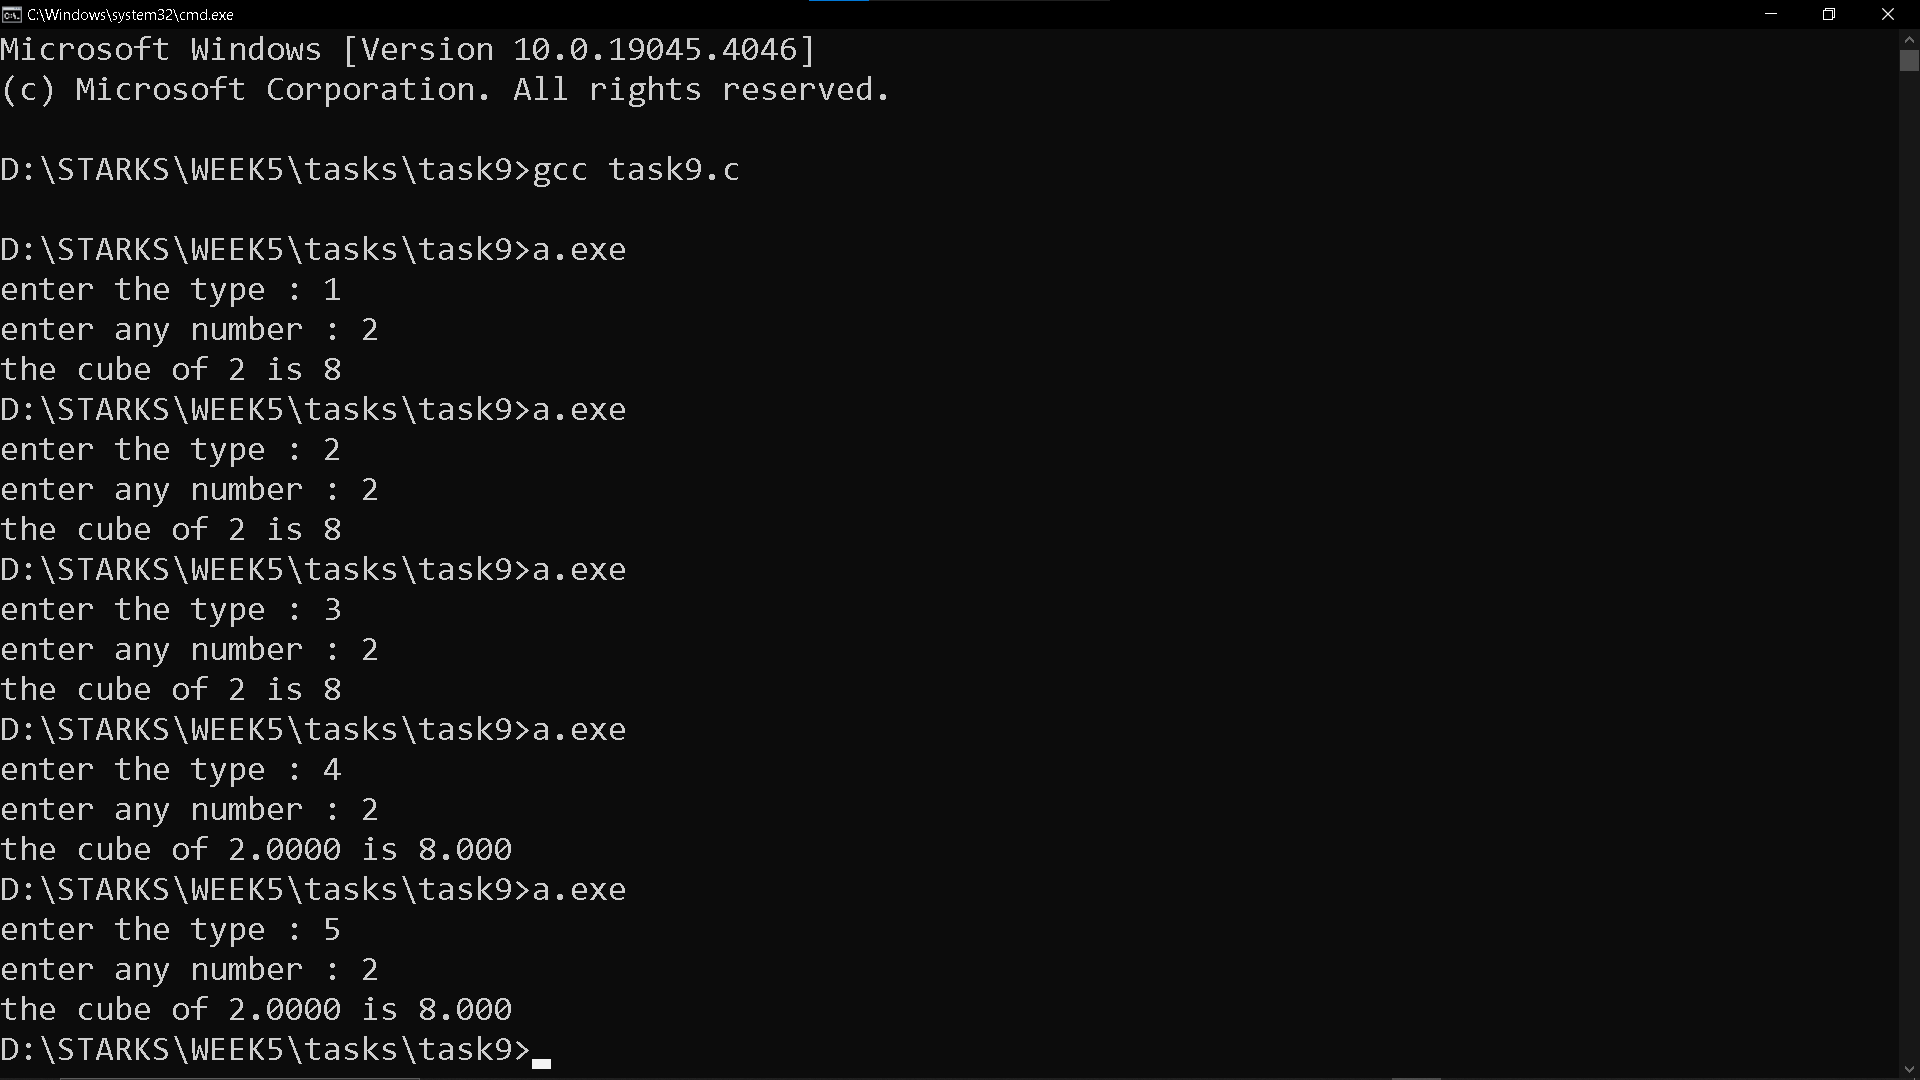 C:\Windows\system32\cmd.exe
Microsoft Windows [Version 10.0.19045.4046]
(c) Microsoft Corporation. All rights reserved.
D:\STARKS\WEEK5\tasks\task9>gcc task9.c
D:\STARKS\WEEK5\tasks\task9>a.exe
enter the type : 1
enter any number : 2
the cube of 2 is 8
D:\STARKS\WEEK5\tasks\task9>a.exe
enter the type : 2
enter any number : 2
the cube of 2 is 8
D:\STARKS\WEEK5\tasks\task9>a.exe
enter the type : 3
enter any number : 2
the cube of 2 is 8
D:\STARKS\WEEK5\tasks\task9>a.exe
enter the type : 4
enter any number : 2
the cube of 2.0000 is 8.000
D:\STARKS\WEEK5\tasks\task9>a.exe
enter the type : 5
enter any number : 2
the cube of 2.0000 is 8.000
D:\STARKS\WEEK5\tasks\task9>